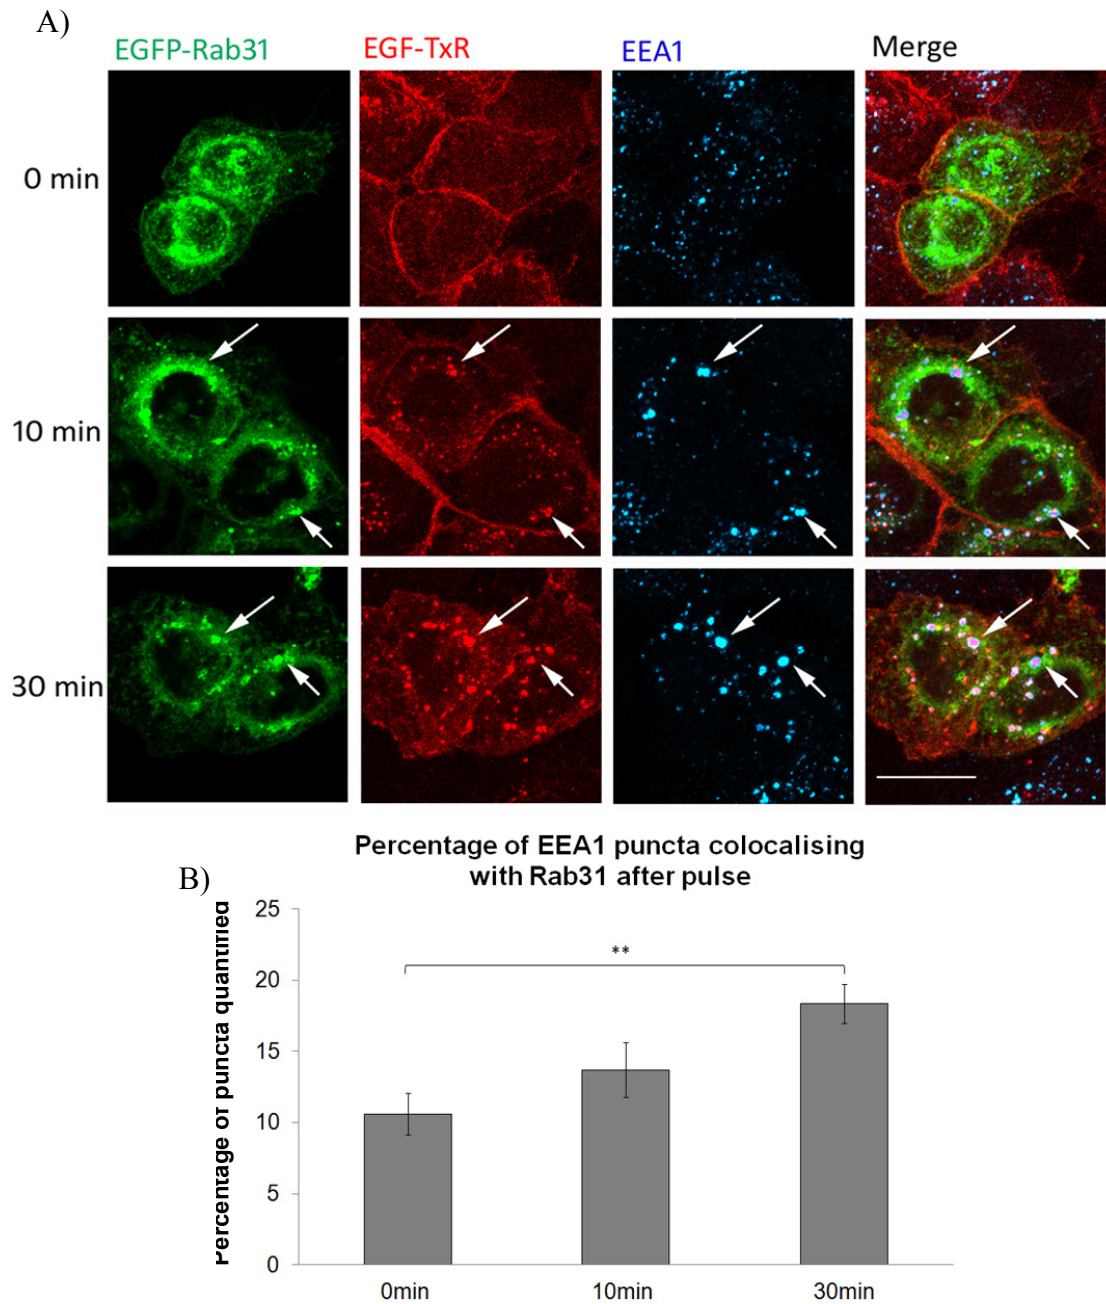 A)
EGFP-Rab31 EGF-TxR EEA1 Merge
0 min
10 min
30 min
Percentage of EEA1 puncta colocalising
with Rab31 after pulse
B)
Percentage of puncta quantified
25
**
20
15
10
5
0
0min 10min 30min